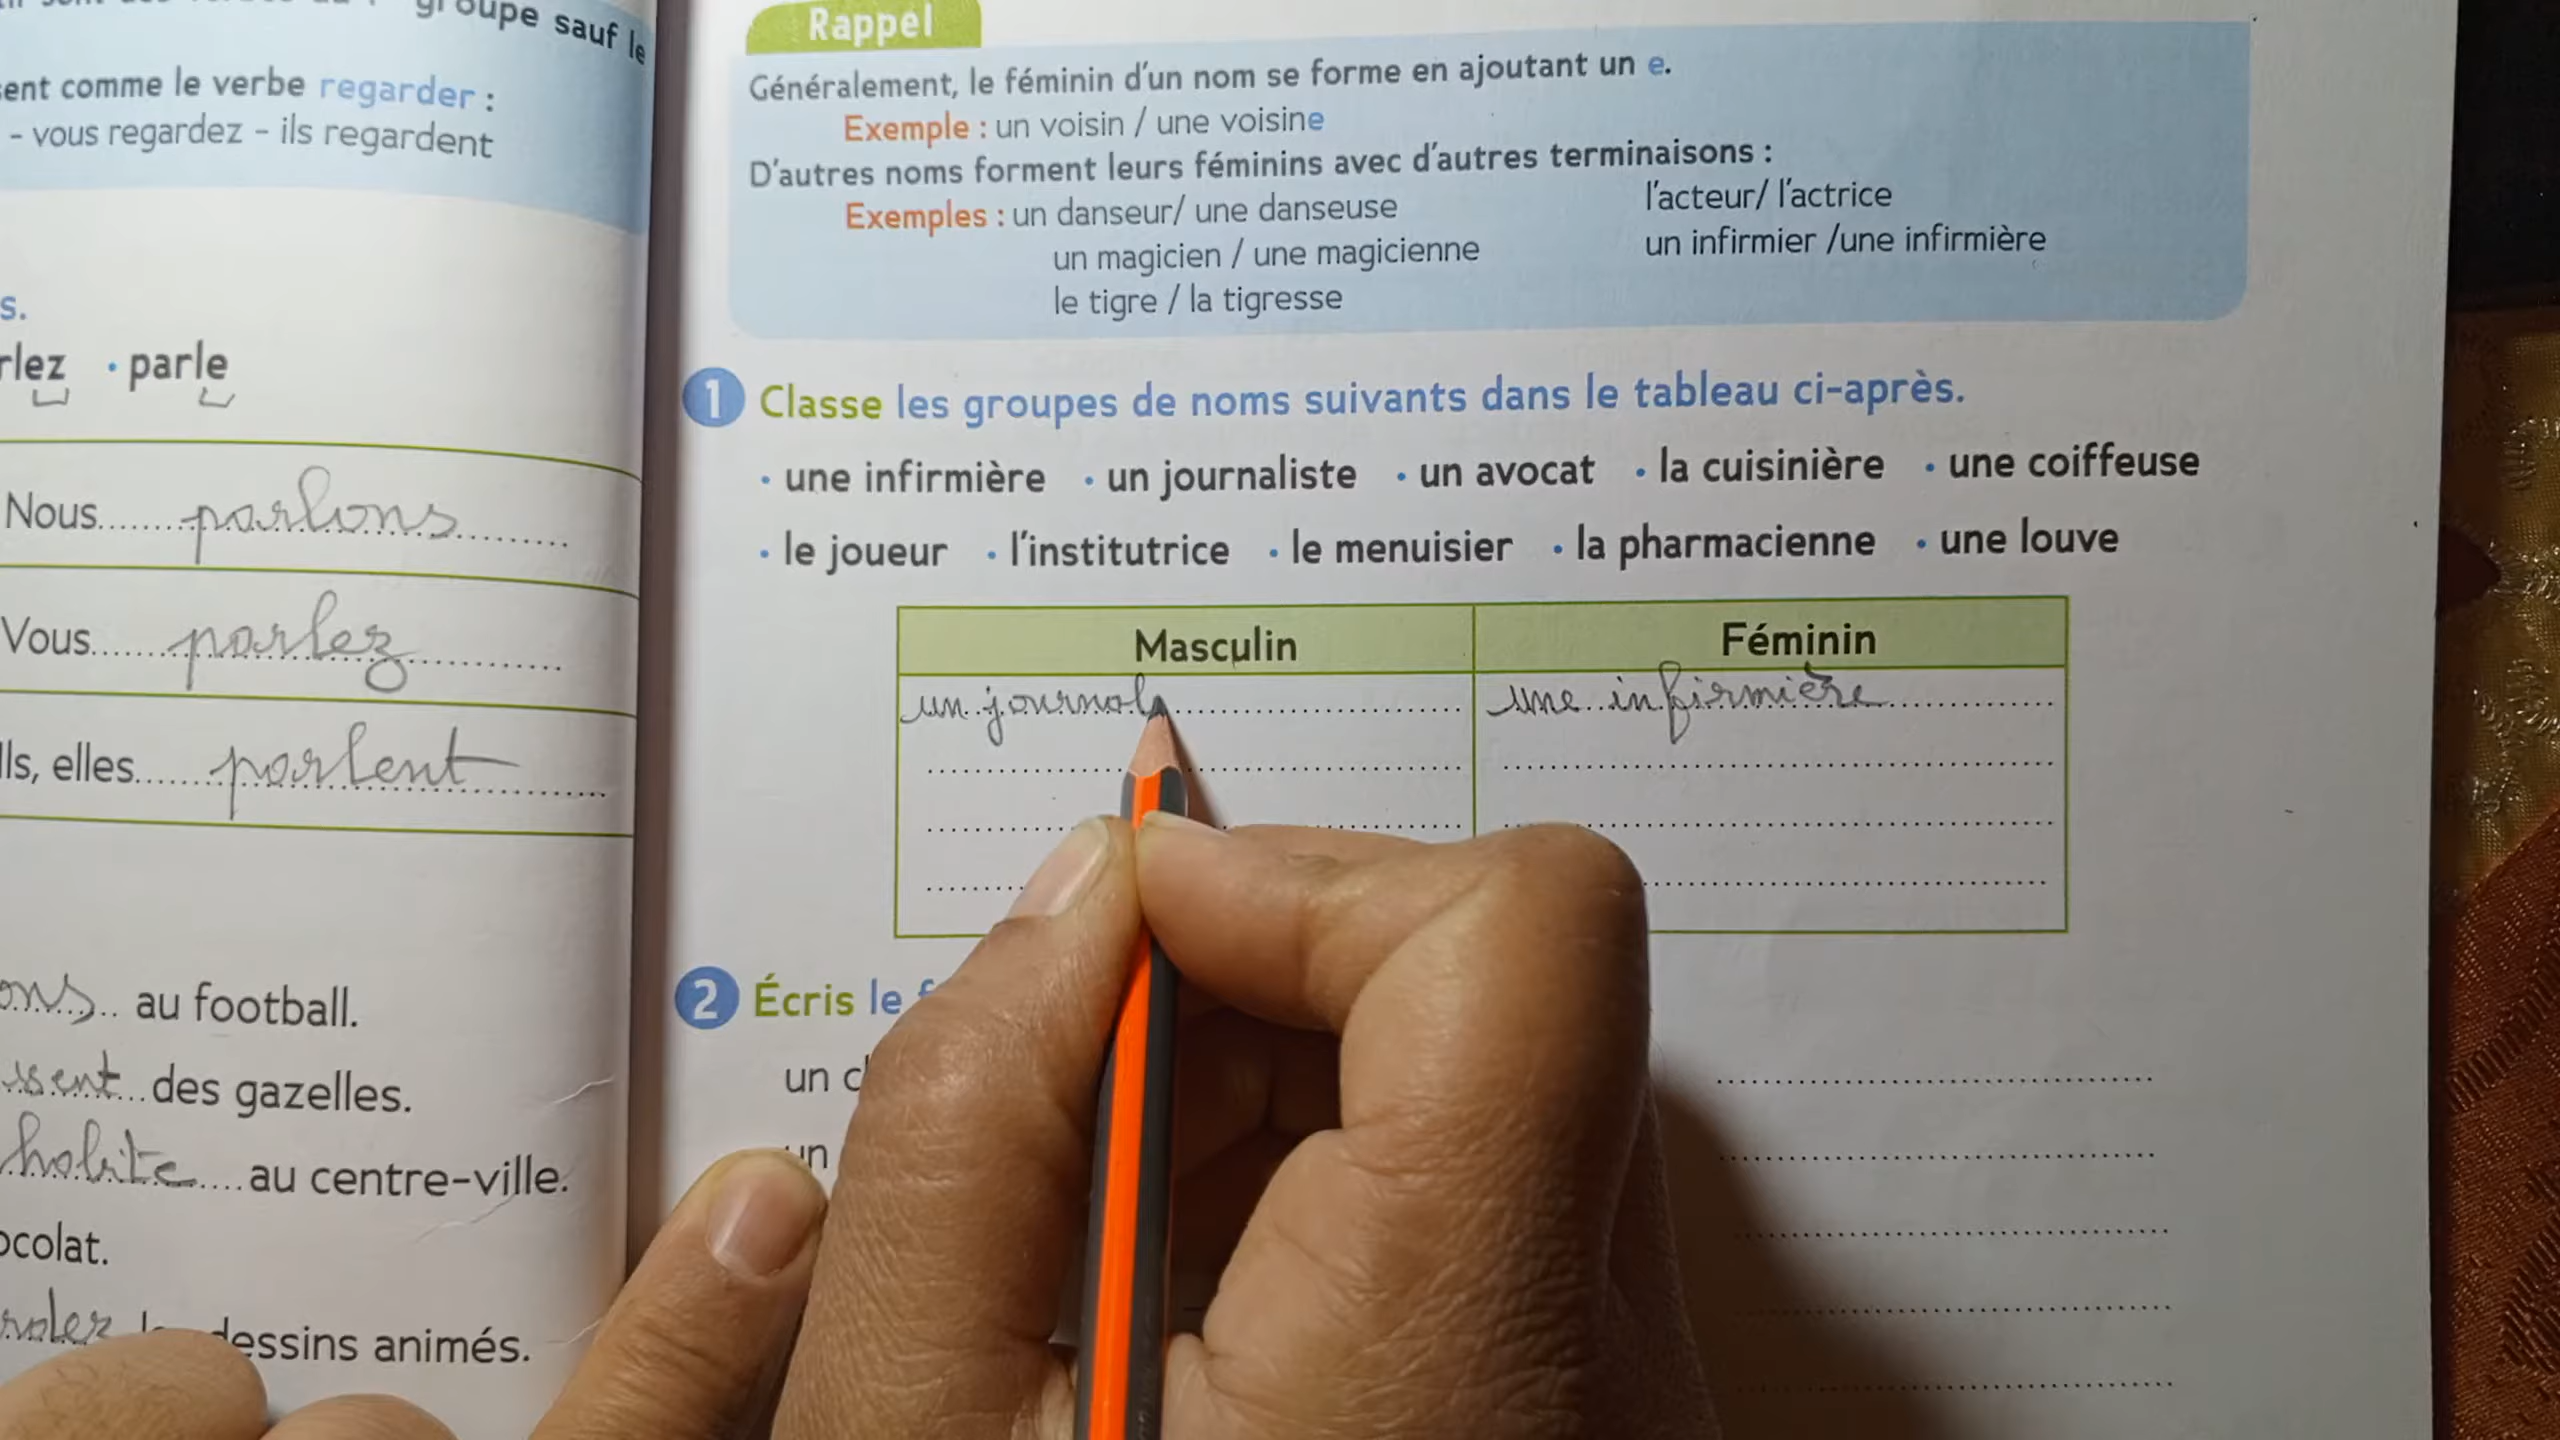 groupe sauf le
comme le verbe regarder :
- vous regardez - ils regardent
s.
rlez • parle
Nous parlons
Vous parlez
Ils, elles parlent
ons au football.
ssent des gazelles.
habite au centre-ville.
ocolat.
dessins animés.
Rappel
Généralement, le féminin d'un nom se forme en ajoutant un e.
Exemple : un voisin / une voisine
D'autres noms forment leurs féminins avec d'autres terminaisons :
Exemples : un danseur/ une danseuse l'acteur/ l'actrice
un magicien / une magicienne un infirmier /une infirmière
le tigre / la tigresse
1 Classe les groupes de noms suivants dans le tableau ci-après.
• une infirmière • un journaliste • un avocat • la cuisinière • une coiffeuse
• le joueur • l'institutrice • le menuisier • la pharmacienne • une louve
Masculin Féminin
un journal une infirmière
2 Écris le
un
un